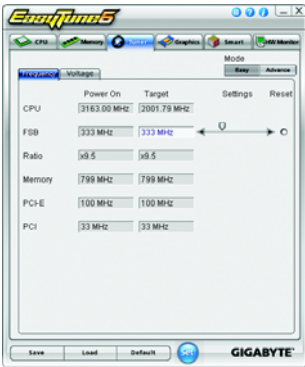 EasyTune6
CPU Memory Tuner Graphics Smart HW Monitor
Mode
Easy Advance
Frequency Voltage
Power On Target Settings Reset
CPU 3163.00 MHz 2001.79 MHz
FSB 333 MHz 333 MHz
Ratio x9.5 x9.5
Memory 799 MHz 799 MHz
PCI-E 100 MHz 100 MHz
PCI 33 MHz 33 MHz
Save Load Default Set GIGABYTE